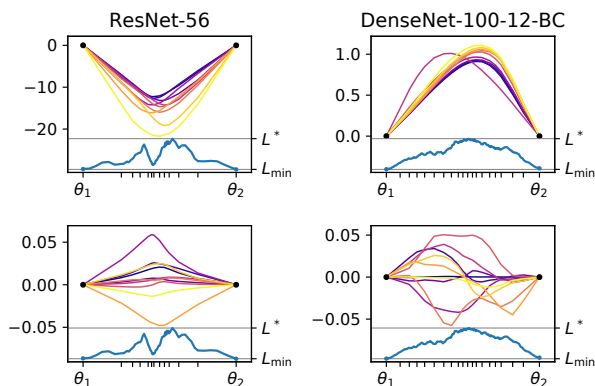 ResNet-56 DenseNet-100-12-BC
0 1.0
−10 0.5
−20 0.0
L* L*
Lmin Lmin
θ1 θ2 θ1 θ2
0.05 0.05
0.00 0.00
−0.05 −0.05
L* L*
Lmin Lmin
θ1 θ2 θ1 θ2